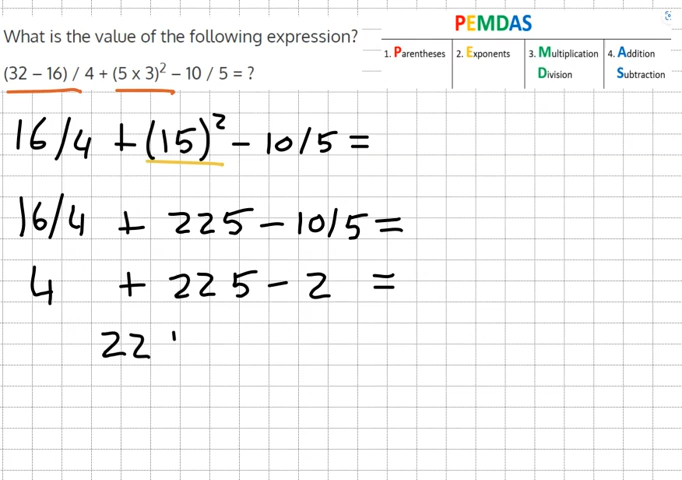 PEMDAS
What is the value of the following expression?
1. Parentheses 2. Exponents 3. Multiplication 4. Addition
Division Subtraction
(32 – 16) / 4 + (5 x 3)² – 10 / 5 = ?
16/4 + (15)² - 10/5 =
16/4 + 225 - 10/5 =
4 + 225 - 2 =
22